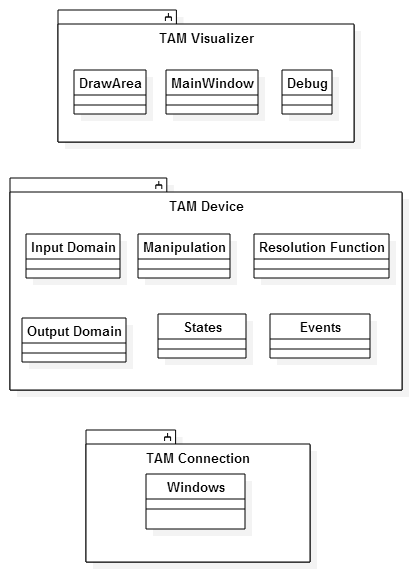 TAM Visualizer
DrawArea
MainWindow
Debug
TAM Device
Input Domain
Manipulation
Resolution Function
Output Domain
States
Events
TAM Connection
Windows